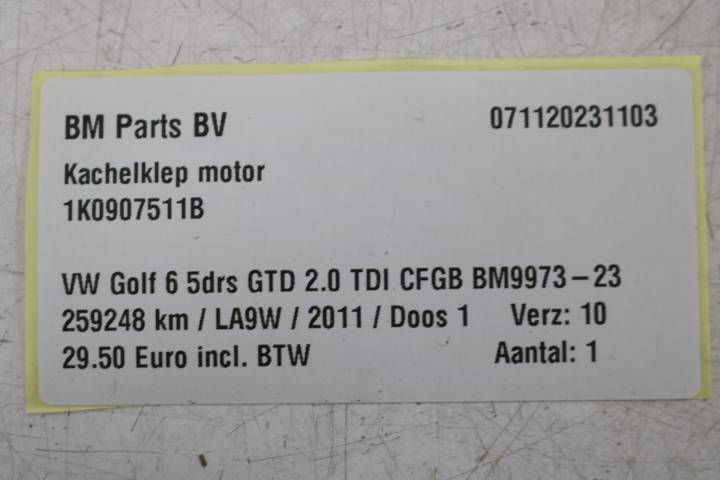 BM Parts BV 071120231103
Kachelklep motor
1K0907511B
VW Golf 6 5drs GTD 2.0 TDI CFGB BM9973-23
259248 km / LA9W / 2011 / Doos 1 Verz: 10
29.50 Euro incl. BTW Aantal: 1